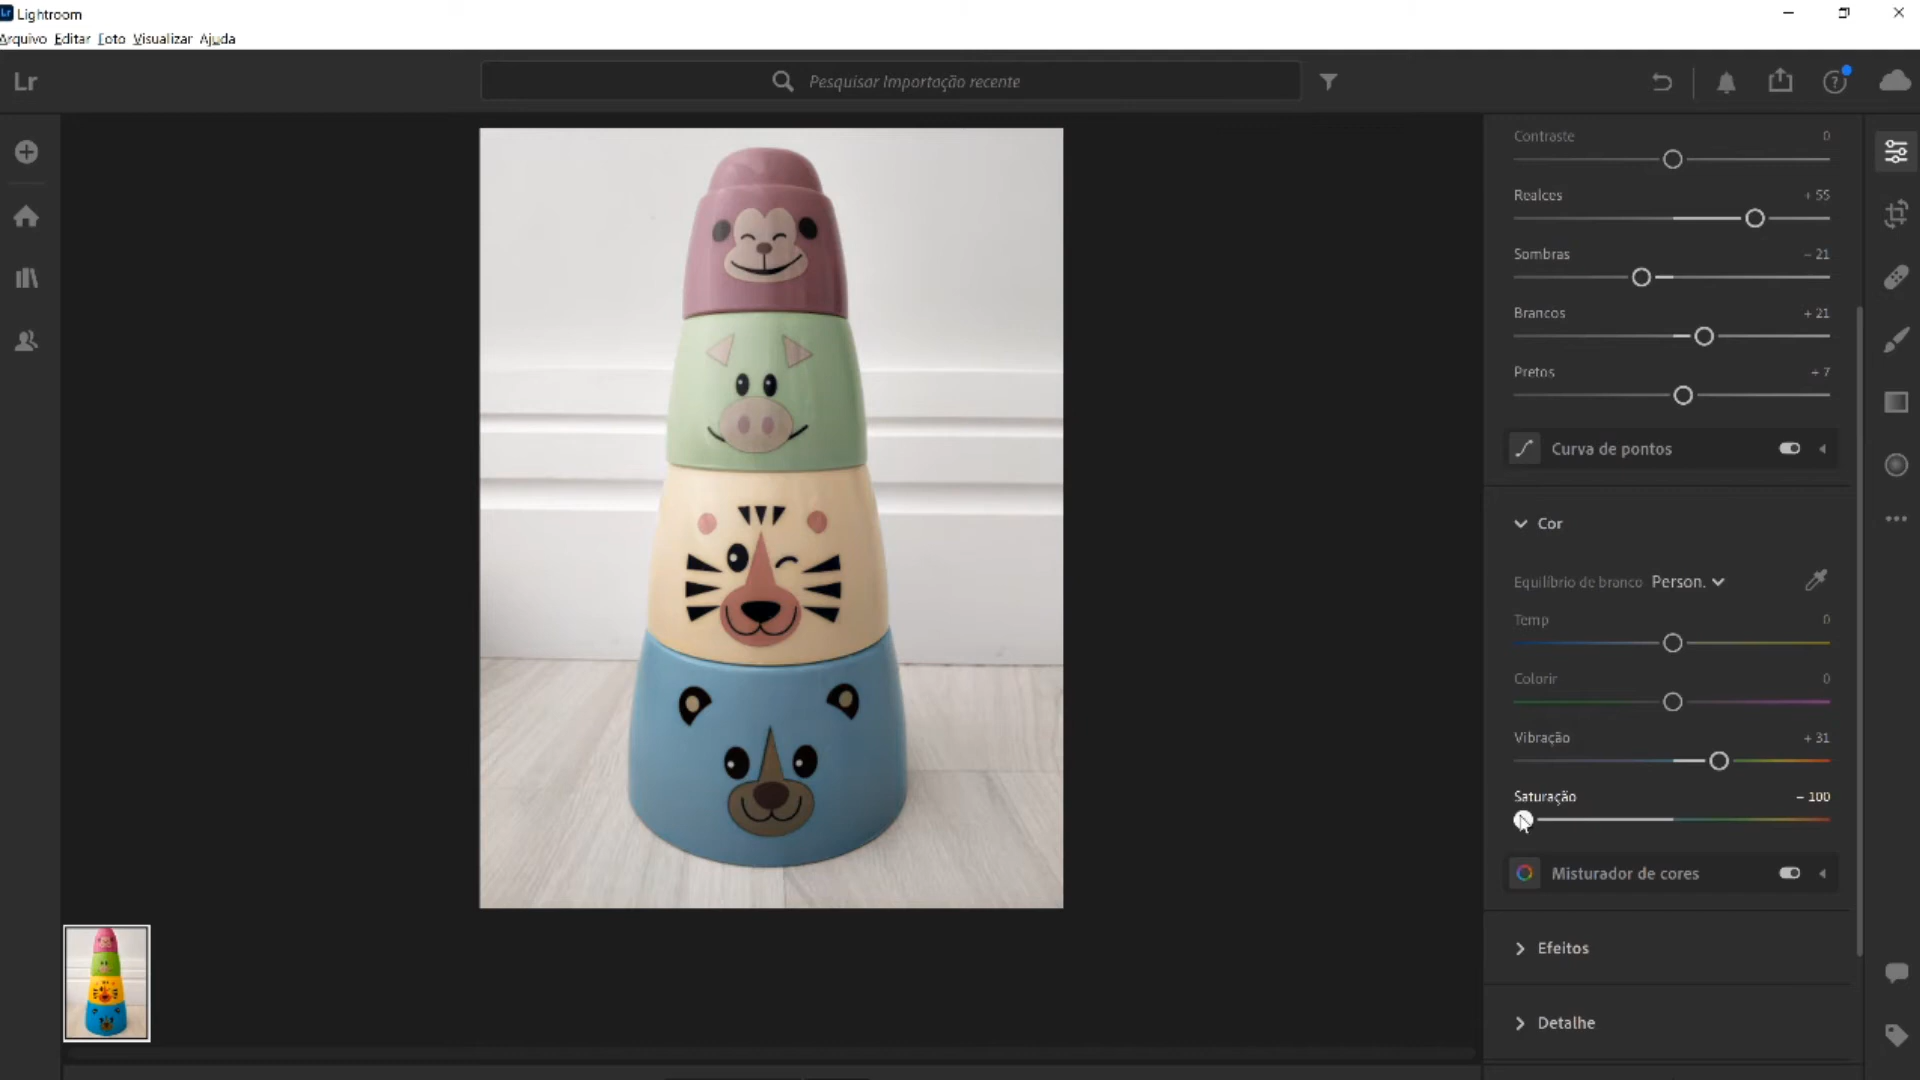 Lr Lightroom
Arquivo Editar Foto Visualizar Ajuda
Lr
Pesquisar Importação recente
Contraste 0
Realces + 55
Sombras – 21
Brancos + 21
Pretos + 7
Curva de pontos
Cor
Equilíbrio de branco Person.
Temp 0
Colorir 0
Vibração + 31
Saturação – 100
Misturador de cores
Efeitos
Detalhe